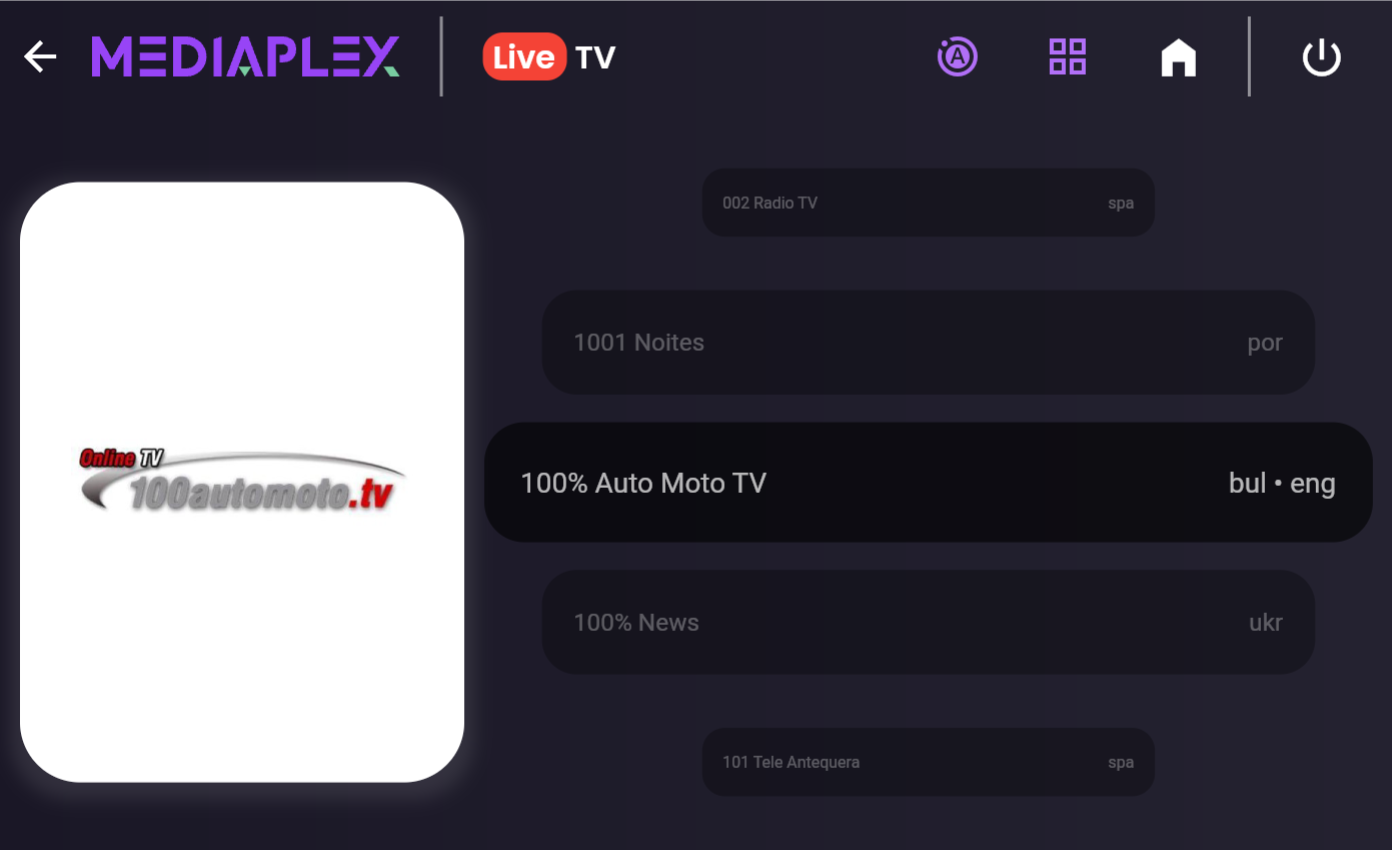 MEDIAPLEX
Live TV
002 Radio TV spa
1001 Noites por
Online TV
100automoto.tv
100% Auto Moto TV bul • eng
100% News ukr
101 Tele Antequera spa